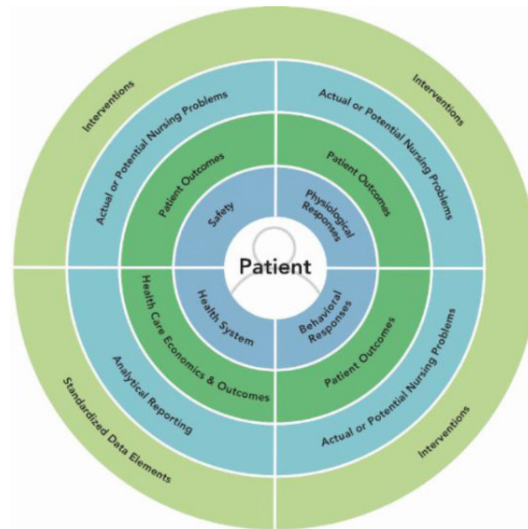 Interventions
Interventions
Actual or Potential Nursing Problems
Actual or Potential Nursing Problems
Patient Outcomes
Patient Outcomes
Safety
Physiological
Responses
Patient
Health System
Behavioral
Responses
Health Care Economics & Outcomes
Patient Outcomes
Analytical Reporting
Actual or Potential Nursing Problems
Standardized Data Elements
Interventions